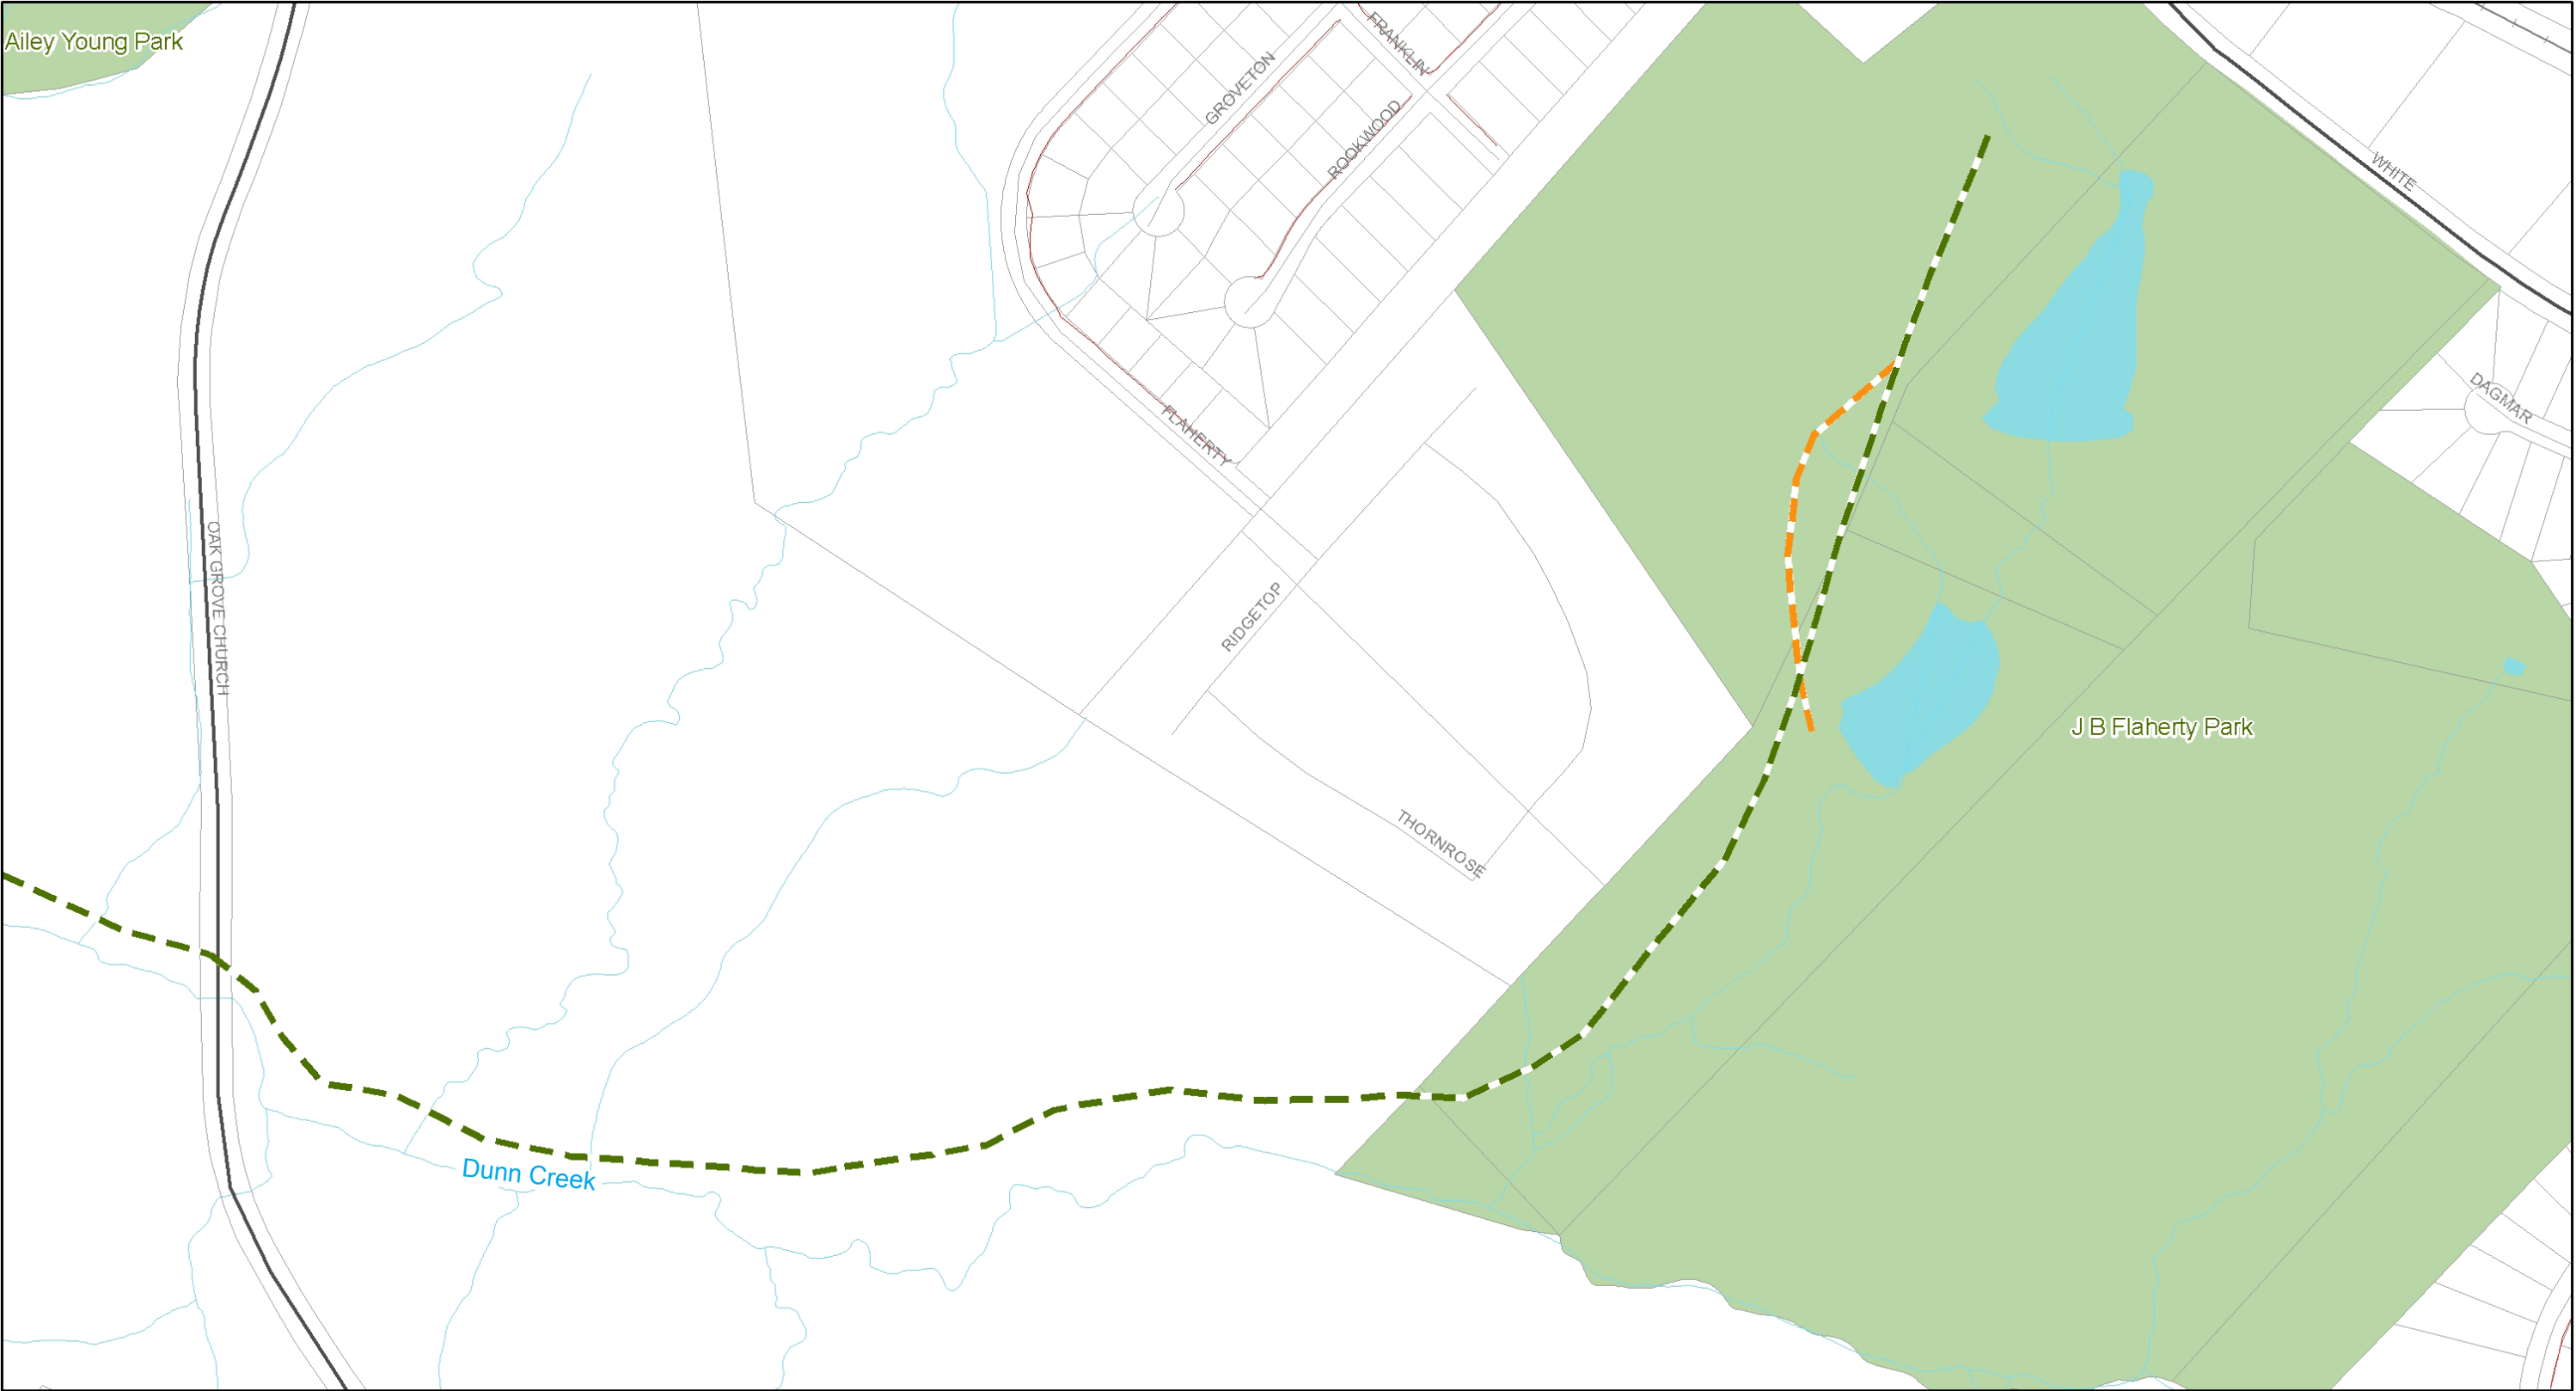 Ailey Young Park
FRANKLIN
GROVETON
ROOKWOOD
WHITE
DAGMAR
FLAHERTY
OAK GROVE CHURCH
RIDGETOP
J B Flaherty Park
THORNROSE
Dunn Creek